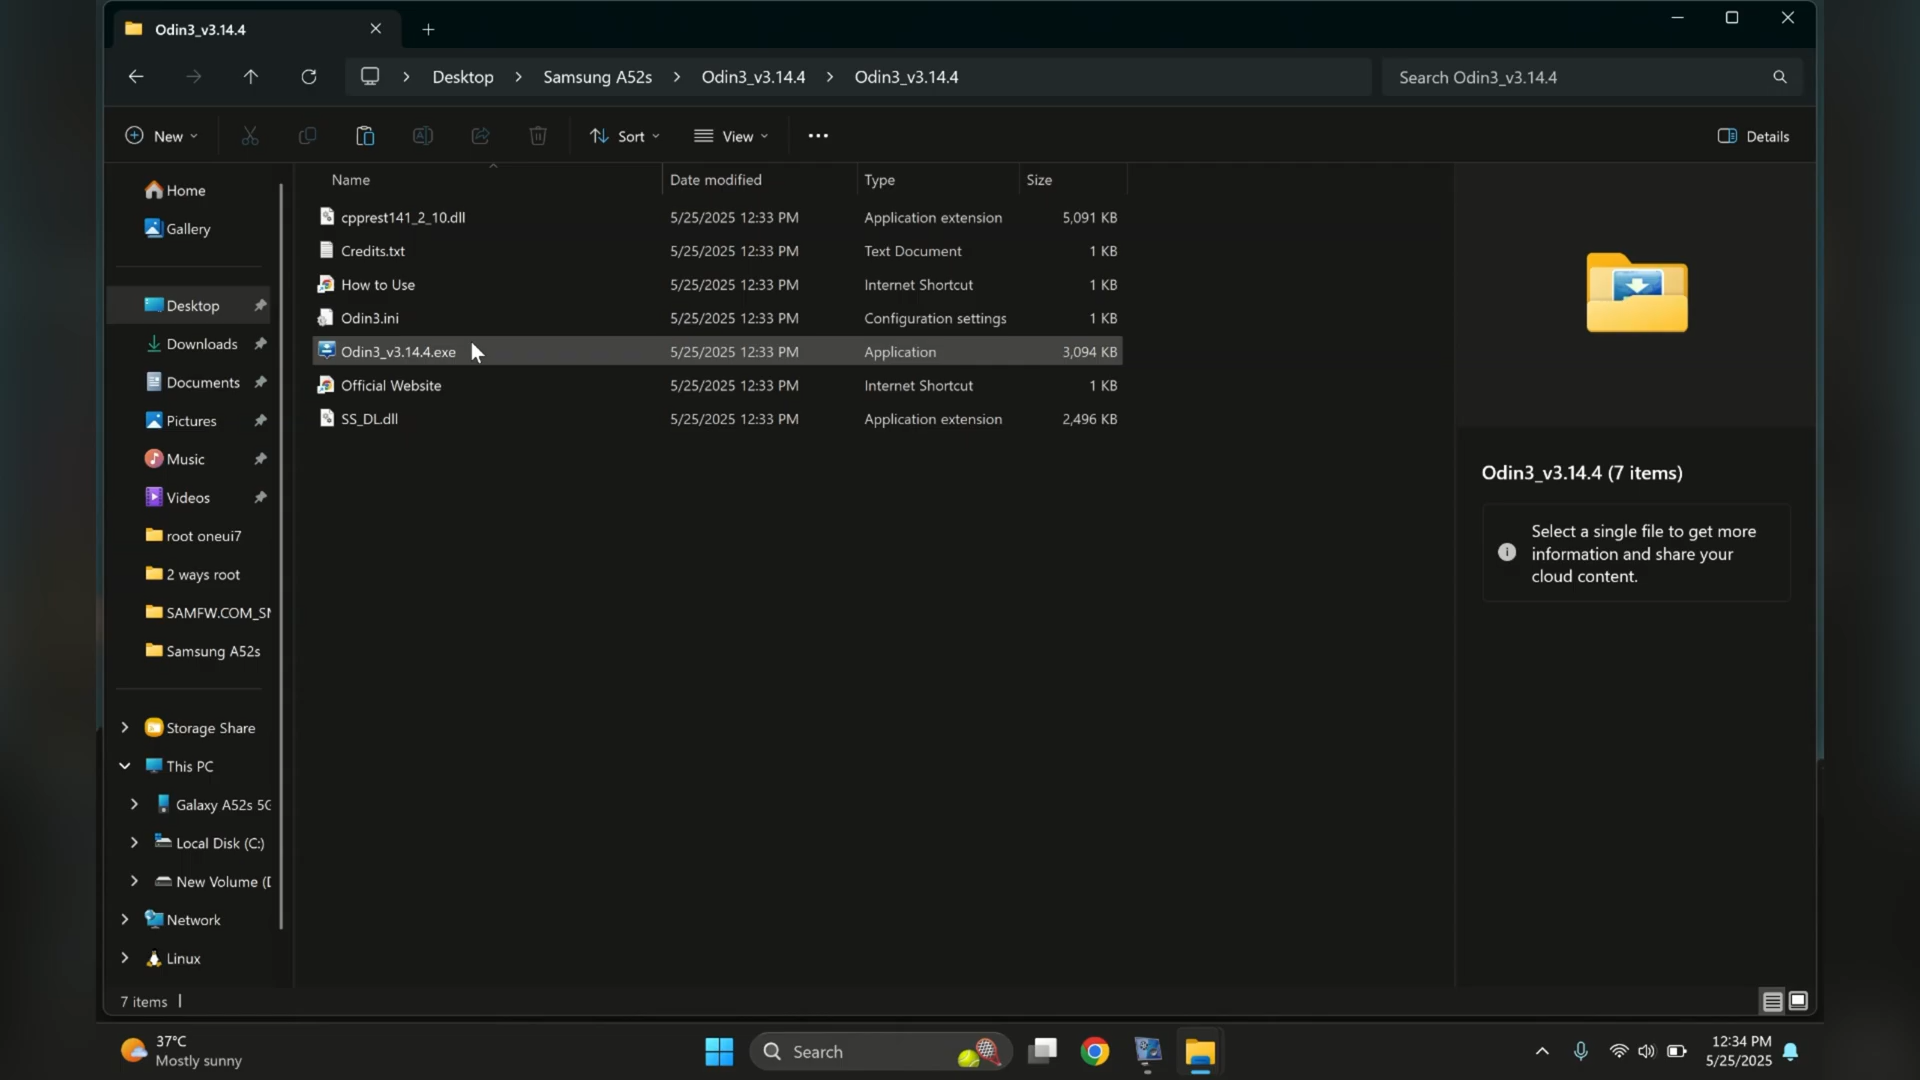 Odin3_v3.14.4
Desktop
Samsung A52s
Odin3_v3.14.4
Odin3_v3.14.4
Search Odin3_v3.14.4
New
Sort
View
Details
Name
Date modified
Type
Size
cpprest141_2_10.dll 5/25/2025 12:33 PM Application extension 5,091 KB
Credits.txt 5/25/2025 12:33 PM Text Document 1 KB
How to Use 5/25/2025 12:33 PM Internet Shortcut 1 KB
Odin3.ini 5/25/2025 12:33 PM Configuration settings 1 KB
Odin3_v3.14.4.exe 5/25/2025 12:33 PM Application 3,094 KB
Official Website 5/25/2025 12:33 PM Internet Shortcut 1 KB
SS_DL.dll 5/25/2025 12:33 PM Application extension 2,496 KB
Home
Gallery
Desktop
Downloads
Documents
Pictures
Music
Videos
root oneui7
2 ways root
SAMFW.COM_SM
Samsung A52s
Storage Share
This PC
Galaxy A52s 5G
Local Disk (C:)
New Volume (D
Network
Linux
Odin3_v3.14.4 (7 items)
Select a single file to get more
information and share your
cloud content.
7 items
37°C
Mostly sunny
Search
12:34 PM
5/25/2025